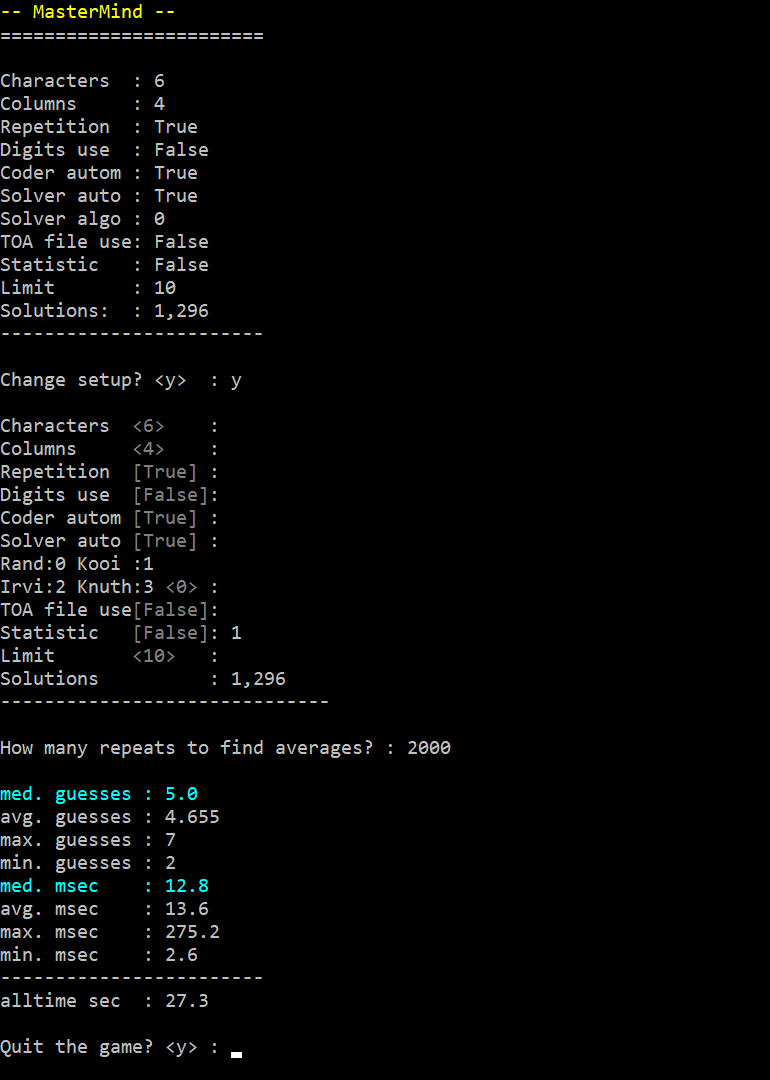 -- MasterMind --
========================
Characters  : 6
Columns     : 4
Repetition  : True
Digits use  : False
Coder autom : True
Solver auto : True
Solver algo : 0
TOA file use: False
Statistic   : False
Limit       : 10
Solutions:  : 1,296
------------------------
Change setup? <y>  : y
Characters  <6>    :
Columns     <4>    :
Repetition  [True] :
Digits use  [False]:
Coder autom [True] :
Solver auto [True] :
Rand:0 Kooi :1
Irvi:2 Knuth:3 <0> :
TOA file use[False]:
Statistic   [False]: 1
Limit       <10>   :
Solutions          : 1,296
------------------------------
How many repeats to find averages? : 2000
med. guesses : 5.0
avg. guesses : 4.655
max. guesses : 7
min. guesses : 2
med. msec    : 12.8
avg. msec    : 13.6
max. msec    : 275.2
min. msec    : 2.6
------------------------
alltime sec  : 27.3
Quit the game? <y> :